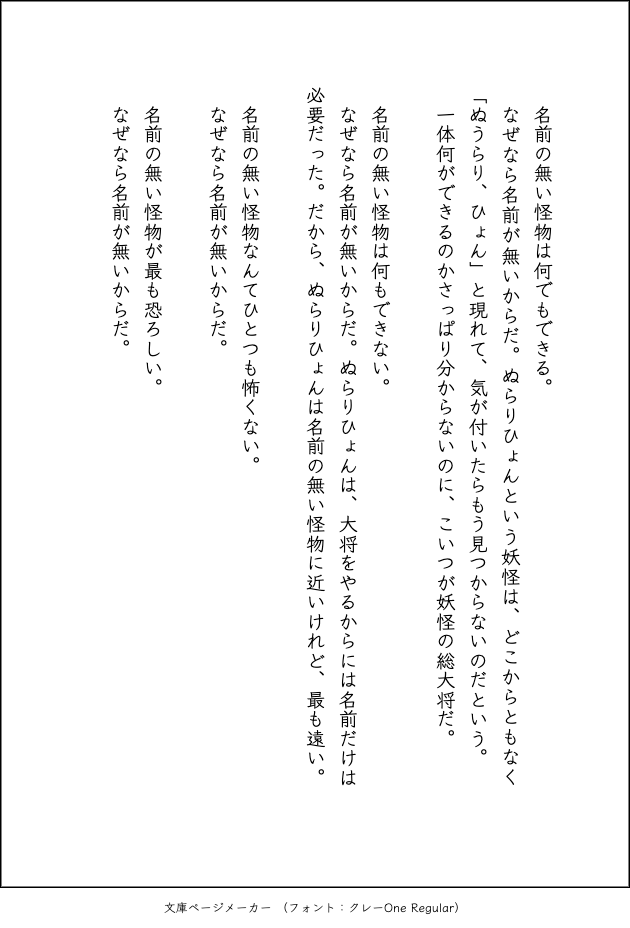 名前の無い怪物は何でもできる。
なぜなら名前が無いからだ。ぬらりひょんという妖怪は、どこからともなく
「ぬうらり、ひょん」と現れて、気が付いたらもう見つからないのだという。
一体何ができるのかさっぱり分からないのに、こいつが妖怪の総大将だ。
名前の無い怪物は何もできない。
なぜなら名前が無いからだ。ぬらりひょんは、大将をやるからには名前だけは
必要だった。だから、ぬらりひょんは名前の無い怪物に近いけれど、最も遠い。
名前の無い怪物なんてひとつも怖くない。
なぜなら名前が無いからだ。
名前の無い怪物が最も恐ろしい。
なぜなら名前が無いからだ。
文庫ページメーカー （フォント：クレーOne Regular）